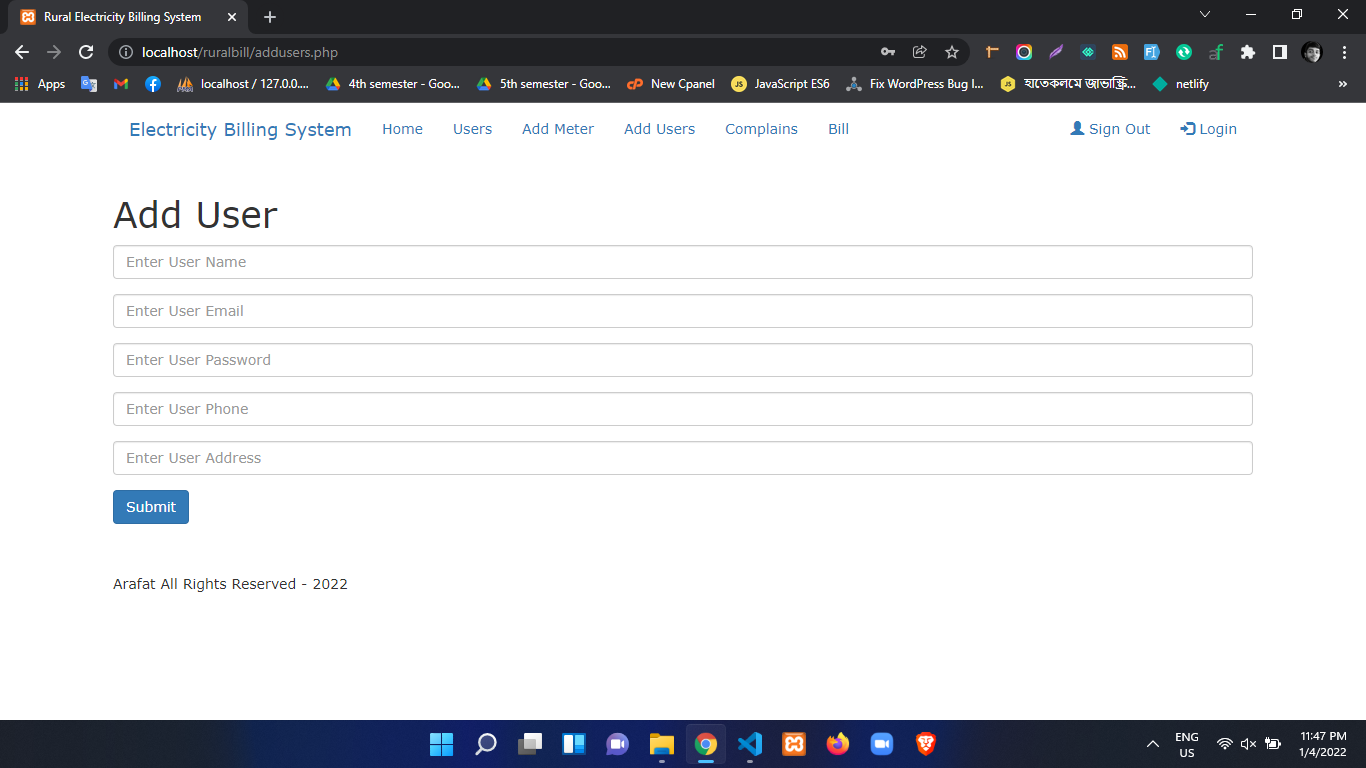 Rural Electricity Billing System
localhost/ruralbill/addusers.php
Apps
localhost / 127.0.0....
4th semester - Goo...
5th semester - Goo...
New Cpanel
JavaScript ES6
Fix WordPress Bug I...
হাতেকলমে জাভাস্ক্রি...
netlify
Electricity Billing System Home Users Add Meter Add Users Complains Bill Sign Out Login
Add User
Enter User Name
Enter User Email
Enter User Password
Enter User Phone
Enter User Address
Submit
Arafat All Rights Reserved - 2022
ENG
US
11:47 PM
1/4/2022